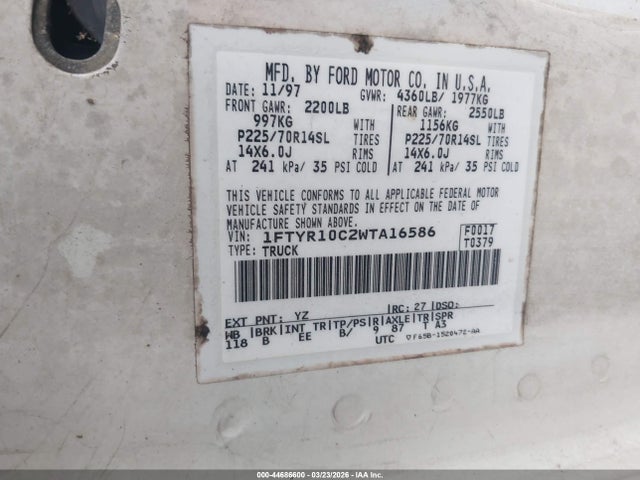 MFD. BY FORD MOTOR CO. IN U.S.A.
DATE: 11/97 GVWR: 4360LB/ 1977KG
FRONT GAWR: 2200LB REAR GAWR: 2550LB
997KG WITH 1156KG WITH
P225/70R14SL TIRES P225/70R14SL TIRES
14X6.0J RIMS 14X6.0J RIMS
AT 241 kPa/ 35 PSI COLD AT 241 kPa/ 35 PSI COLD
THIS VEHICLE CONFORMS TO ALL APPLICABLE FEDERAL MOTOR
VEHICLE SAFETY STANDARDS IN EFFECT ON THE DATE OF
MANUFACTURE SHOWN ABOVE.
VIN: 1FTYR10C2WTA16586 F0017
TYPE: TRUCK T0379
EXT PNT: YZ RC: 27 DSO:
WB BRK INT TR TP/PS R AXLE TR SPR
118 B EE B/ 9 87 T A3
UTC F65B-1520472-AA
000-44686600 - 03/23/2026 - IAA Inc.